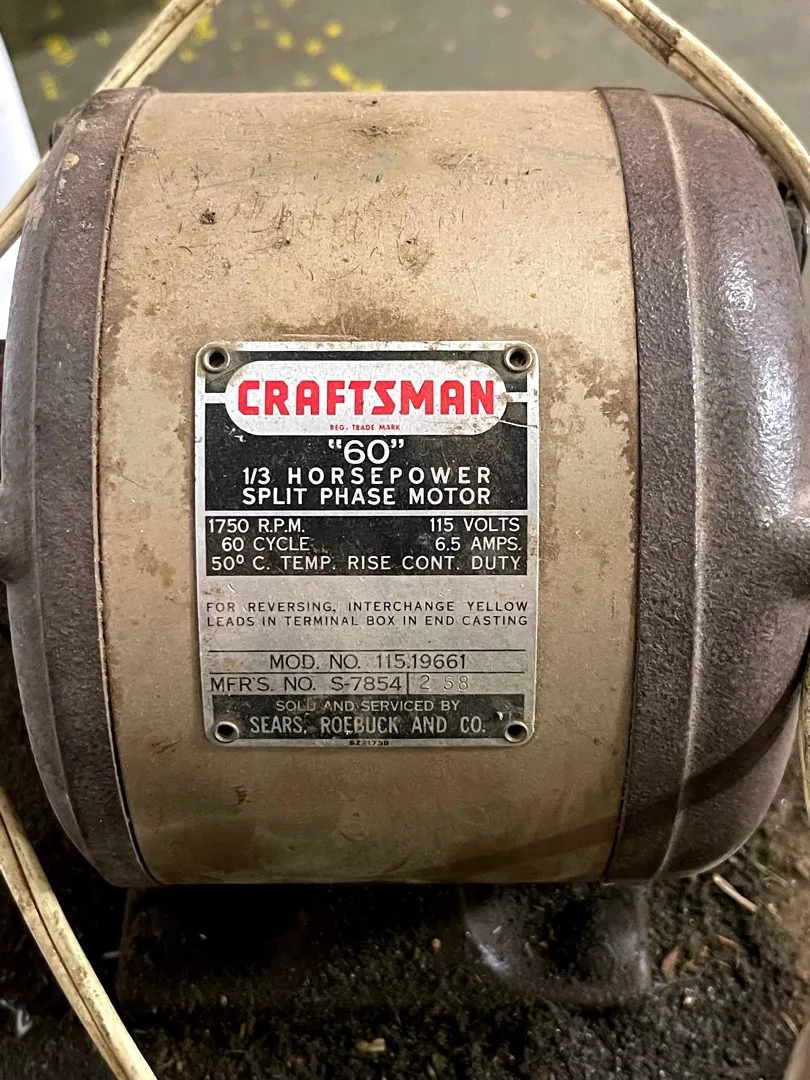 CRAFTSMAN
REG. TRADE MARK
"60"
1/3 HORSEPOWER
SPLIT PHASE MOTOR
1750 R.P.M. 115 VOLTS
60 CYCLE 6.5 AMPS.
50° C. TEMP. RISE CONT. DUTY
FOR REVERSING, INTERCHANGE YELLOW
LEADS IN TERMINAL BOX IN END CASTING
MOD. NO. 115.19661
MFR'S. NO. S-7854 2 58
SOLD AND SERVICED BY
SEARS, ROEBUCK AND CO.